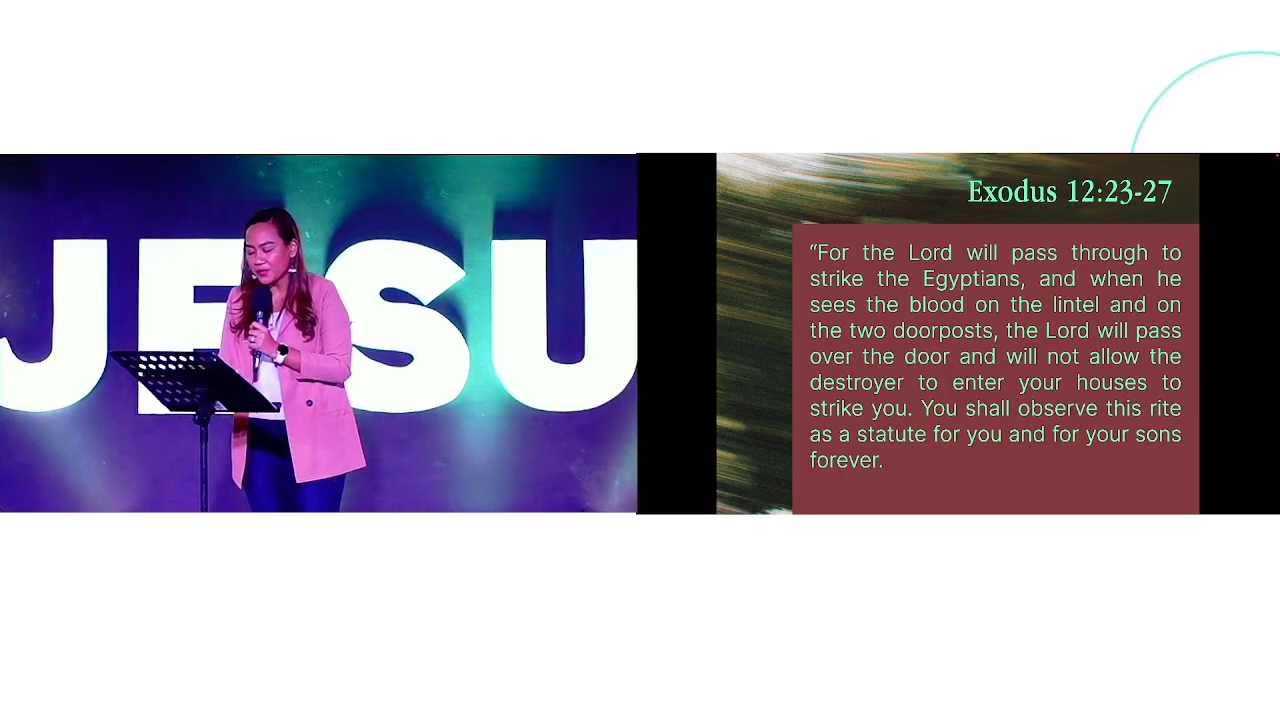 JESU
Exodus 12:23-27
“For the Lord will pass through to
strike the Egyptians, and when he
sees the blood on the lintel and on
the two doorposts, the Lord will pass
over the door and will not allow the
destroyer to enter your houses to
strike you. You shall observe this rite
as a statute for you and for your sons
forever.